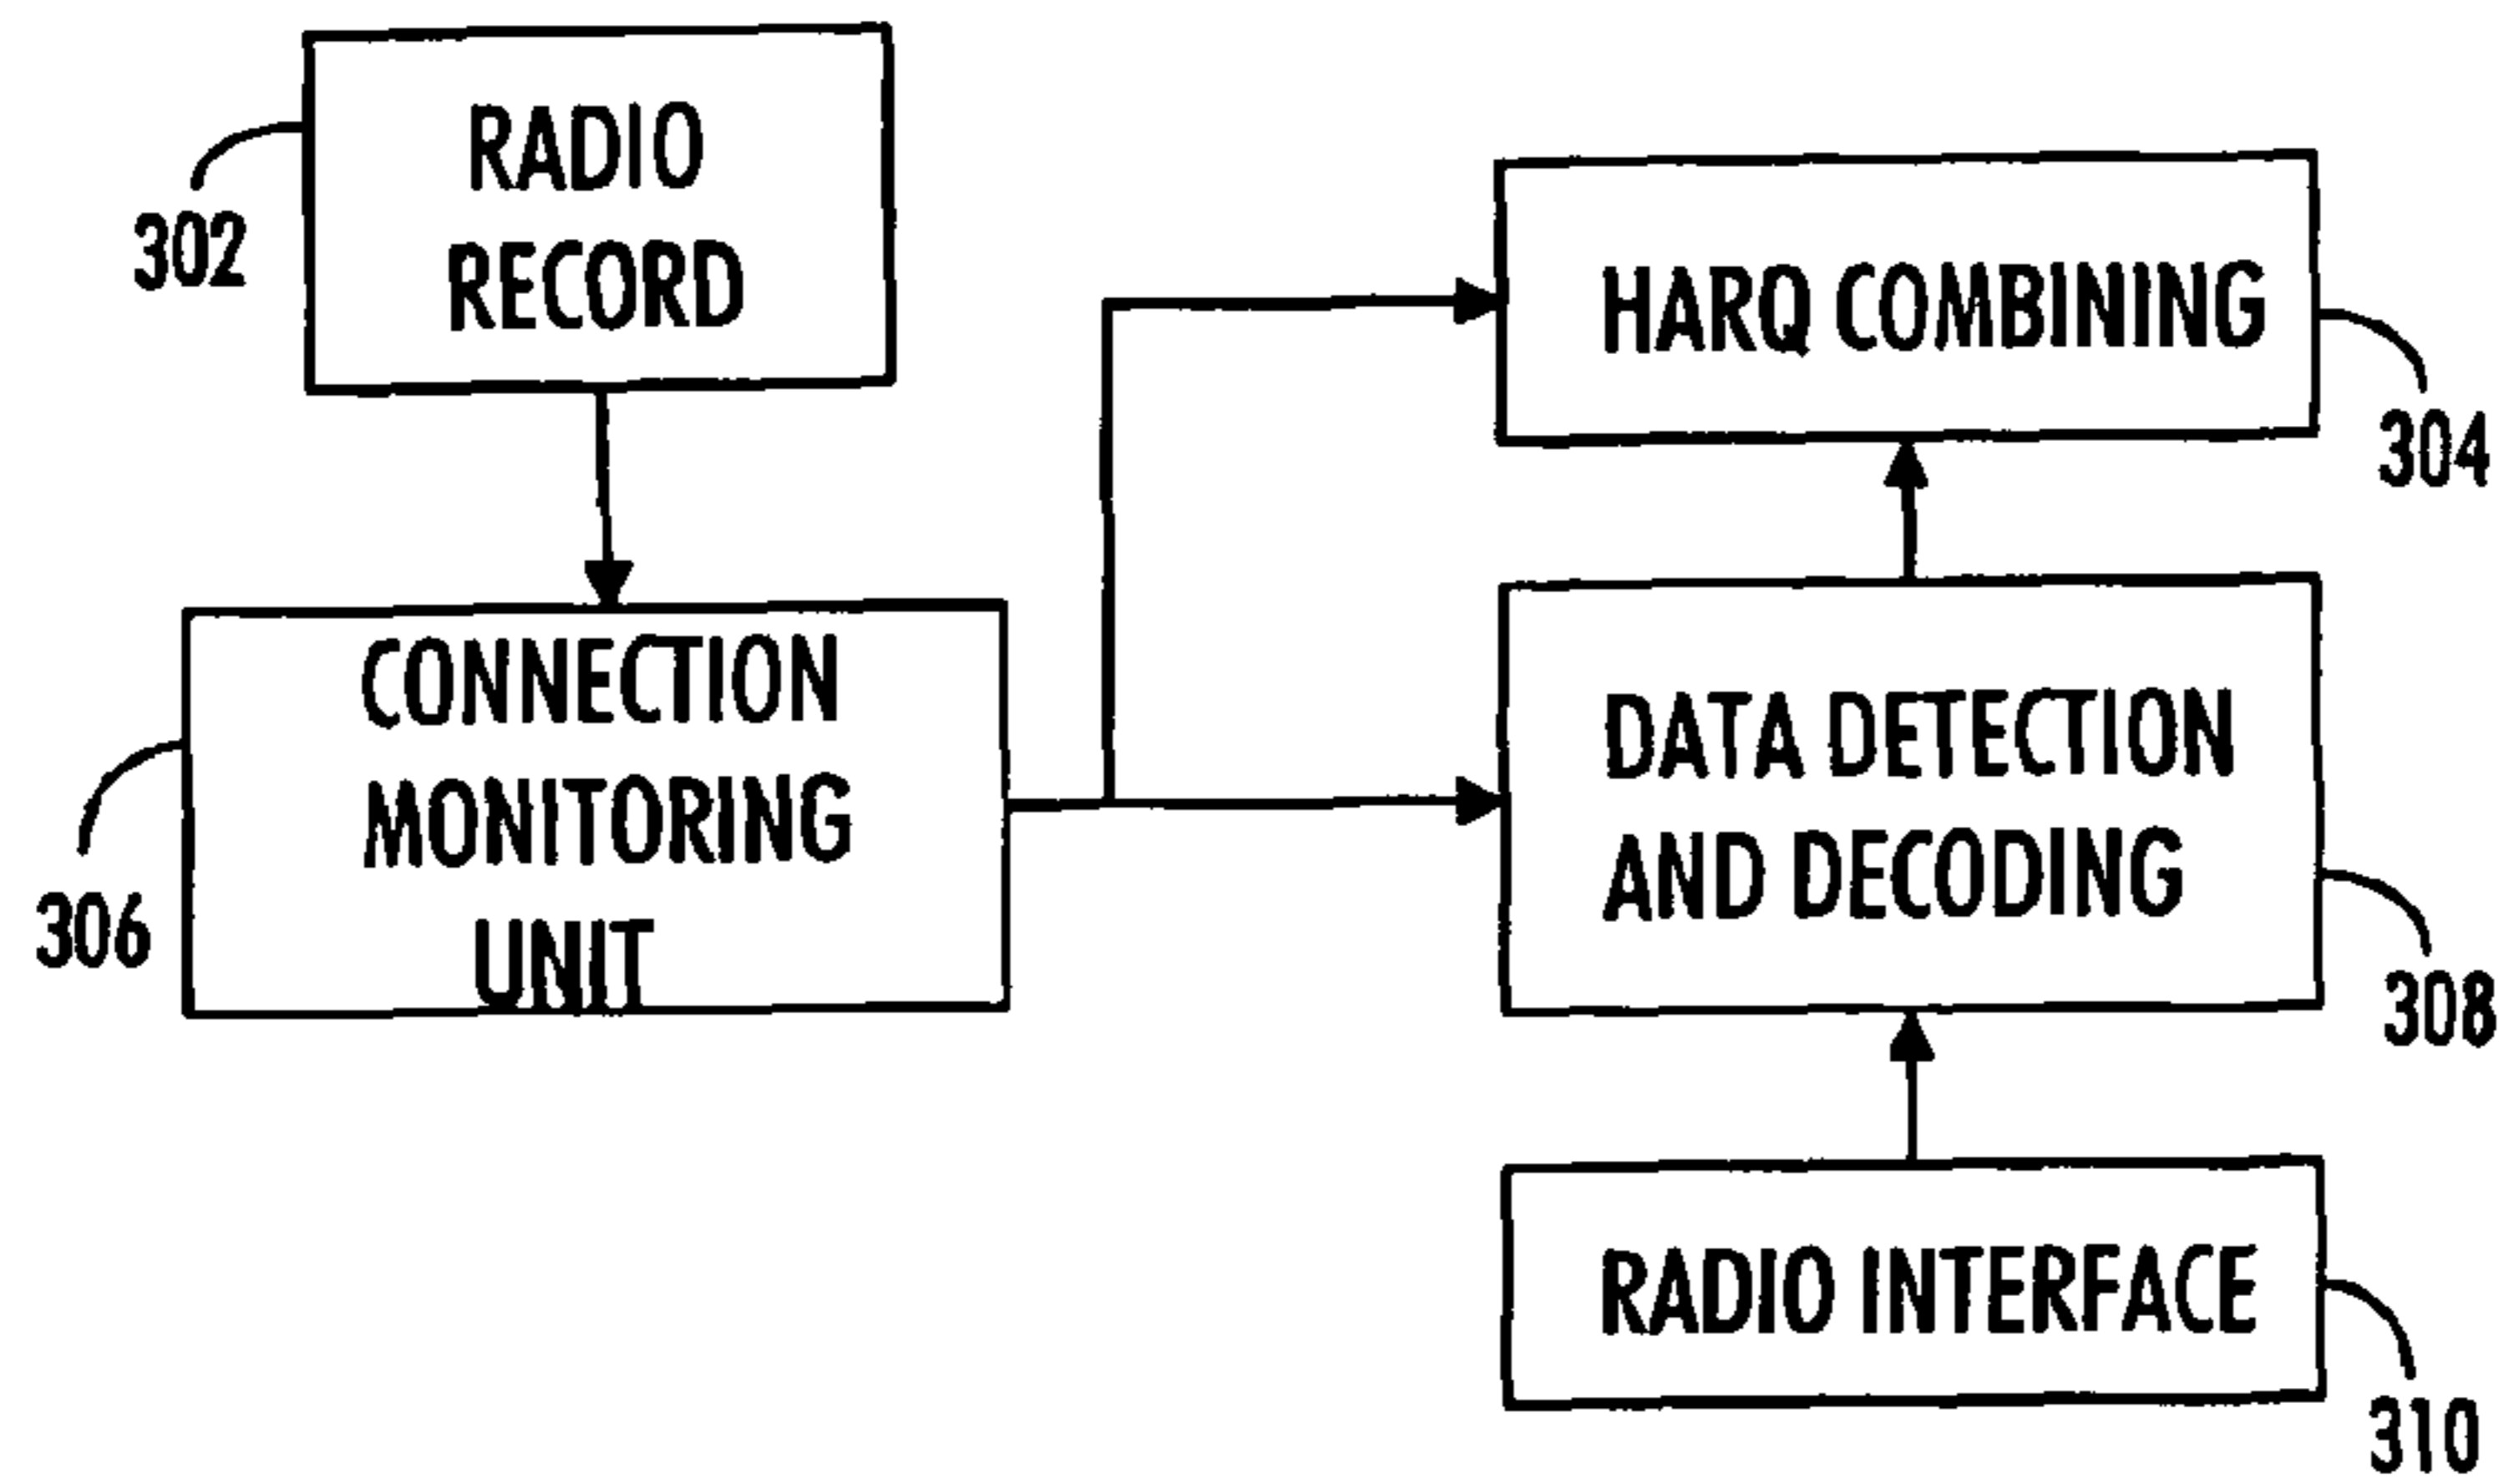 RADIO
RECORD
302
HARQ COMBINING
304
CONNECTION
MONITORING
UNIT
306
DATA DETECTION
AND DECODING
308
RADIO INTERFACE
310